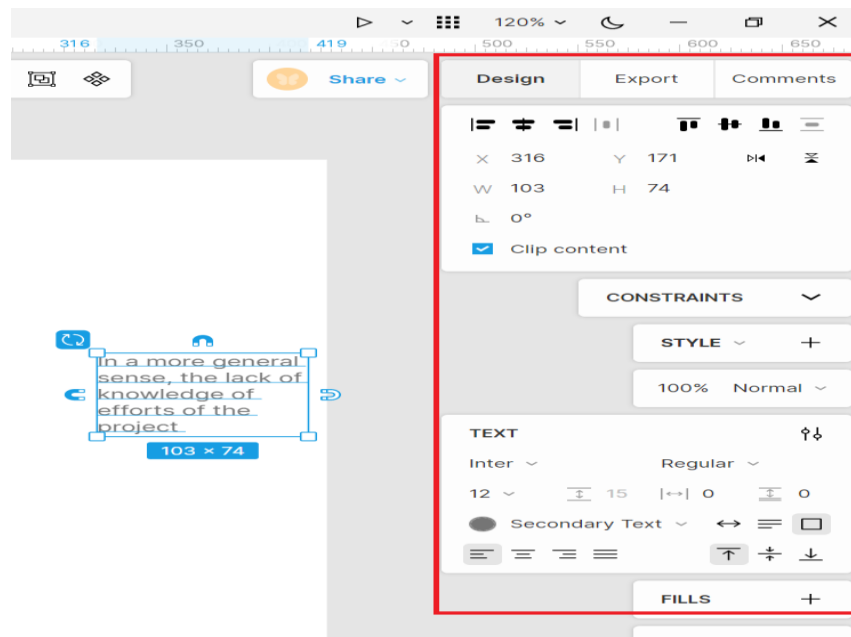 120%
316 350 419 0 500 550 600 650
Share
Design Export Comments
X 316 Y 171
W 103 H 74
0°
Clip content
CONSTRAINTS
STYLE
100% Normal
In a more general
sense, the lack of
knowledge of
efforts of the
project
103 × 74
TEXT
Inter Regular
12 15 0 0
Secondary Text
FILLS